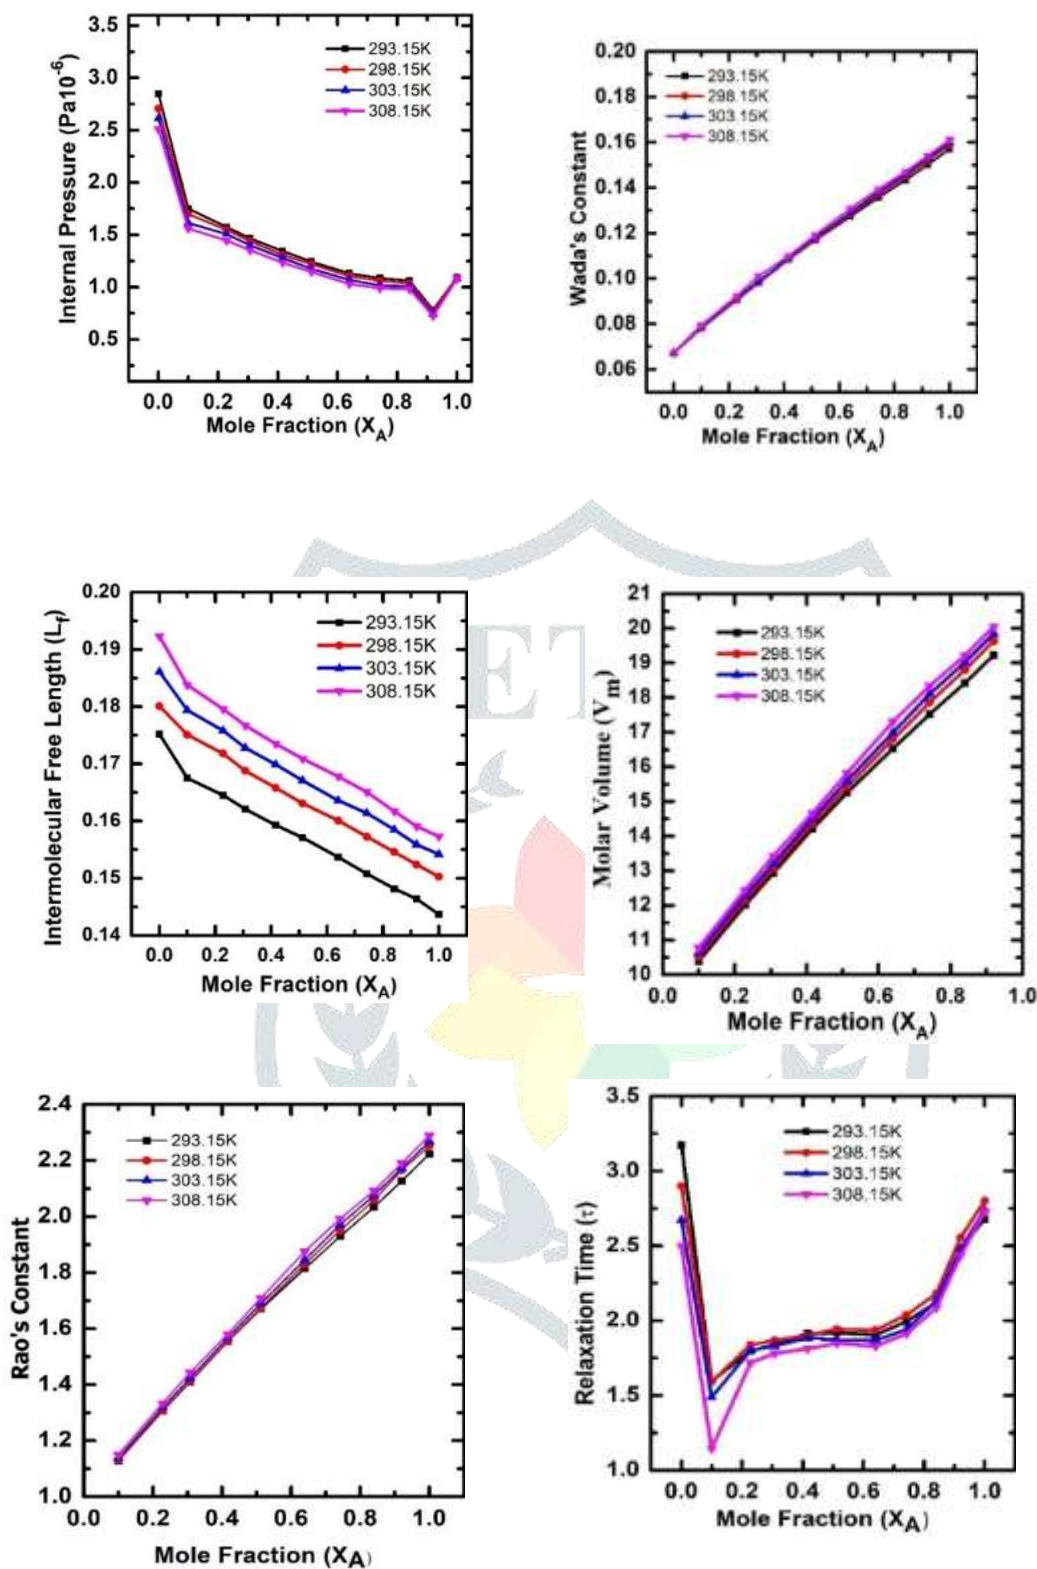 3.5
3.0
2.5
2.0
1.5
1.0
0.5
Internal Pressure (Pa10⁻⁶)
293.15K
298.15K
303.15K
308.15K
0.0 0.2 0.4 0.6 0.8 1.0
Mole Fraction (X_A)
0.20
0.18
0.16
0.14
0.12
0.10
0.08
0.06
Wada's Constant
293.15K
298.15K
303.15K
308.15K
0.0 0.2 0.4 0.6 0.8 1.0
Mole Fraction (X_A)
0.20
0.19
0.18
0.17
0.16
0.15
0.14
Intermolecular Free Length (L_f)
293.15K
298.15K
303.15K
308.15K
0.0 0.2 0.4 0.6 0.8 1.0
Mole Fraction (X_A)
ET
21
20
19
18
17
16
15
14
13
12
11
10
Molar Volume (V_m)
293.15K
298.15K
303.15K
308.15K
0.0 0.2 0.4 0.6 0.8 1.0
Mole Fraction (X_A)
2.4
2.2
2.0
1.8
1.6
1.4
1.2
1.0
Rao's Constant
293.15K
298.15K
303.15K
308.15K
0.0 0.2 0.4 0.6 0.8 1.0
Mole Fraction (X_A)
3.5
3.0
2.5
2.0
1.5
1.0
Relaxation Time (τ)
293.15K
298.15K
303.15K
308.15K
0.0 0.2 0.4 0.6 0.8 1.0
Mole Fraction (X_A)